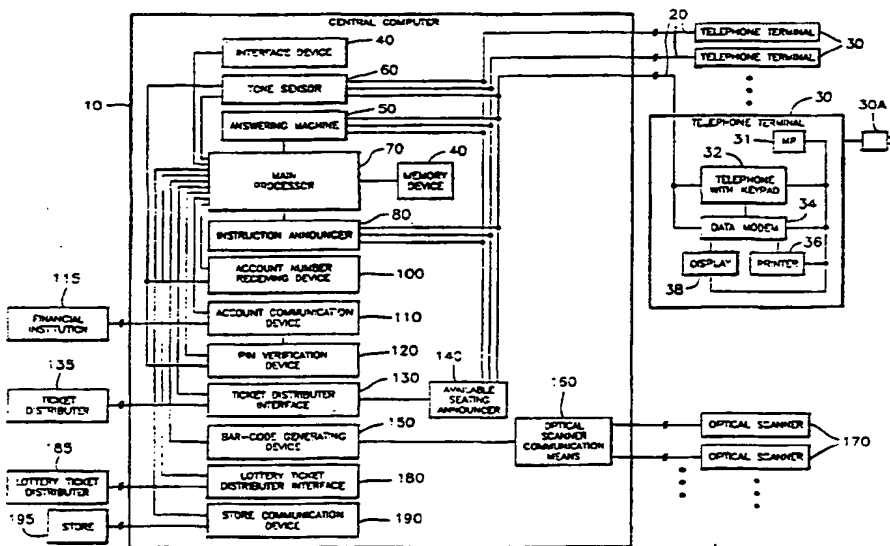 CENTRAL COMPUTER
10
INTERFACE DEVICE
40
TONE SENSOR
60
ANSWERING MACHINE
50
MAIN
PROCESSOR
70
MEMORY
DEVICE
40
INSTRUCTION ANNOUNCER
80
ACCOUNT NUMBER
RECEIVING DEVICE
100
ACCOUNT COMMUNICATION
DEVICE
110
PIN VERIFICATION
DEVICE
120
TICKET DISTRIBUTER
INTERFACE
130
AVAILABLE
SEATING
ANNOUNCER
140
BAR-CODE GENERATING
DEVICE
150
OPTICAL
SCANNER
COMMUNICATION
MEANS
160
LOTTERY TICKET
DISTRIBUTER INTERFACE
180
STORE COMMUNICATION
DEVICE
190
115
FINANCIAL
INSTITUTION
135
TICKET
DISTRIBUTER
185
LOTTERY TICKET
DISTRIBUTER
195
STORE
20
TELEPHONE TERMINAL
TELEPHONE TERMINAL
30
30
TELEPHONE TERMINAL
30A
31
MP
32
TELEPHONE
WITH KEYPAD
34
DATA MODEM
36
DISPLAY
PRINTER
38
OPTICAL SCANNER
OPTICAL SCANNER
170